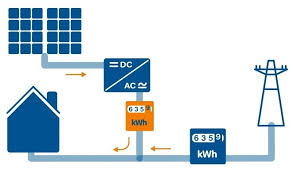 = DC
AC ≅
6359
kWh
6359
kWh